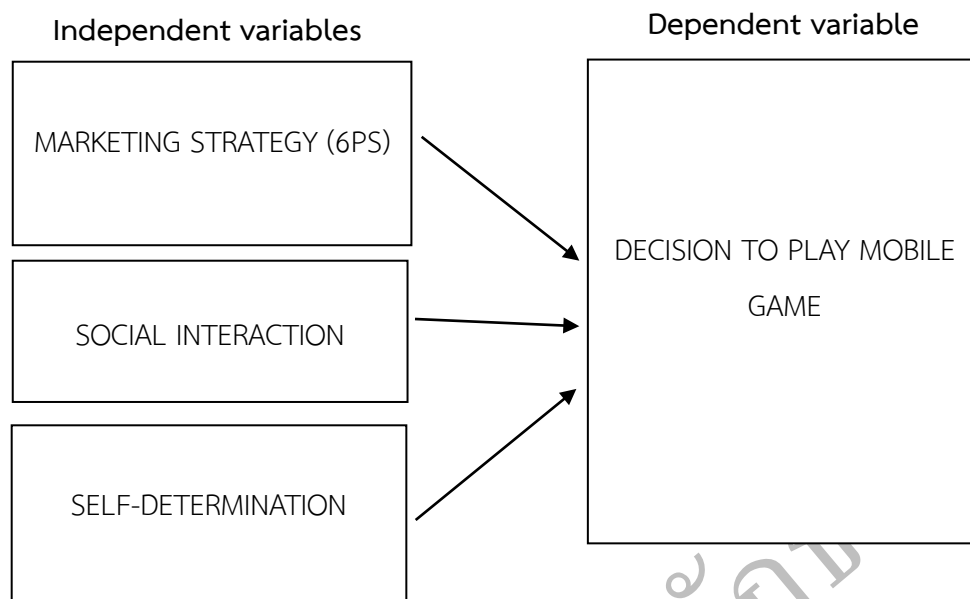 Independent variables
MARKETING STRATEGY (6PS)
SOCIAL INTERACTION
SELF-DETERMINATION
Dependent variable
DECISION TO PLAY MOBILE
GAME